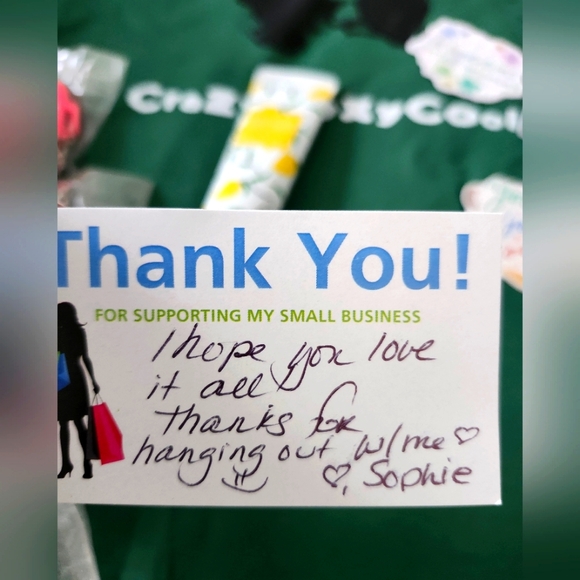 Thank You!
FOR SUPPORTING MY SMALL BUSINESS
I hope you love
it all
thanks for
hanging out w/me ♡
♡, Sophie